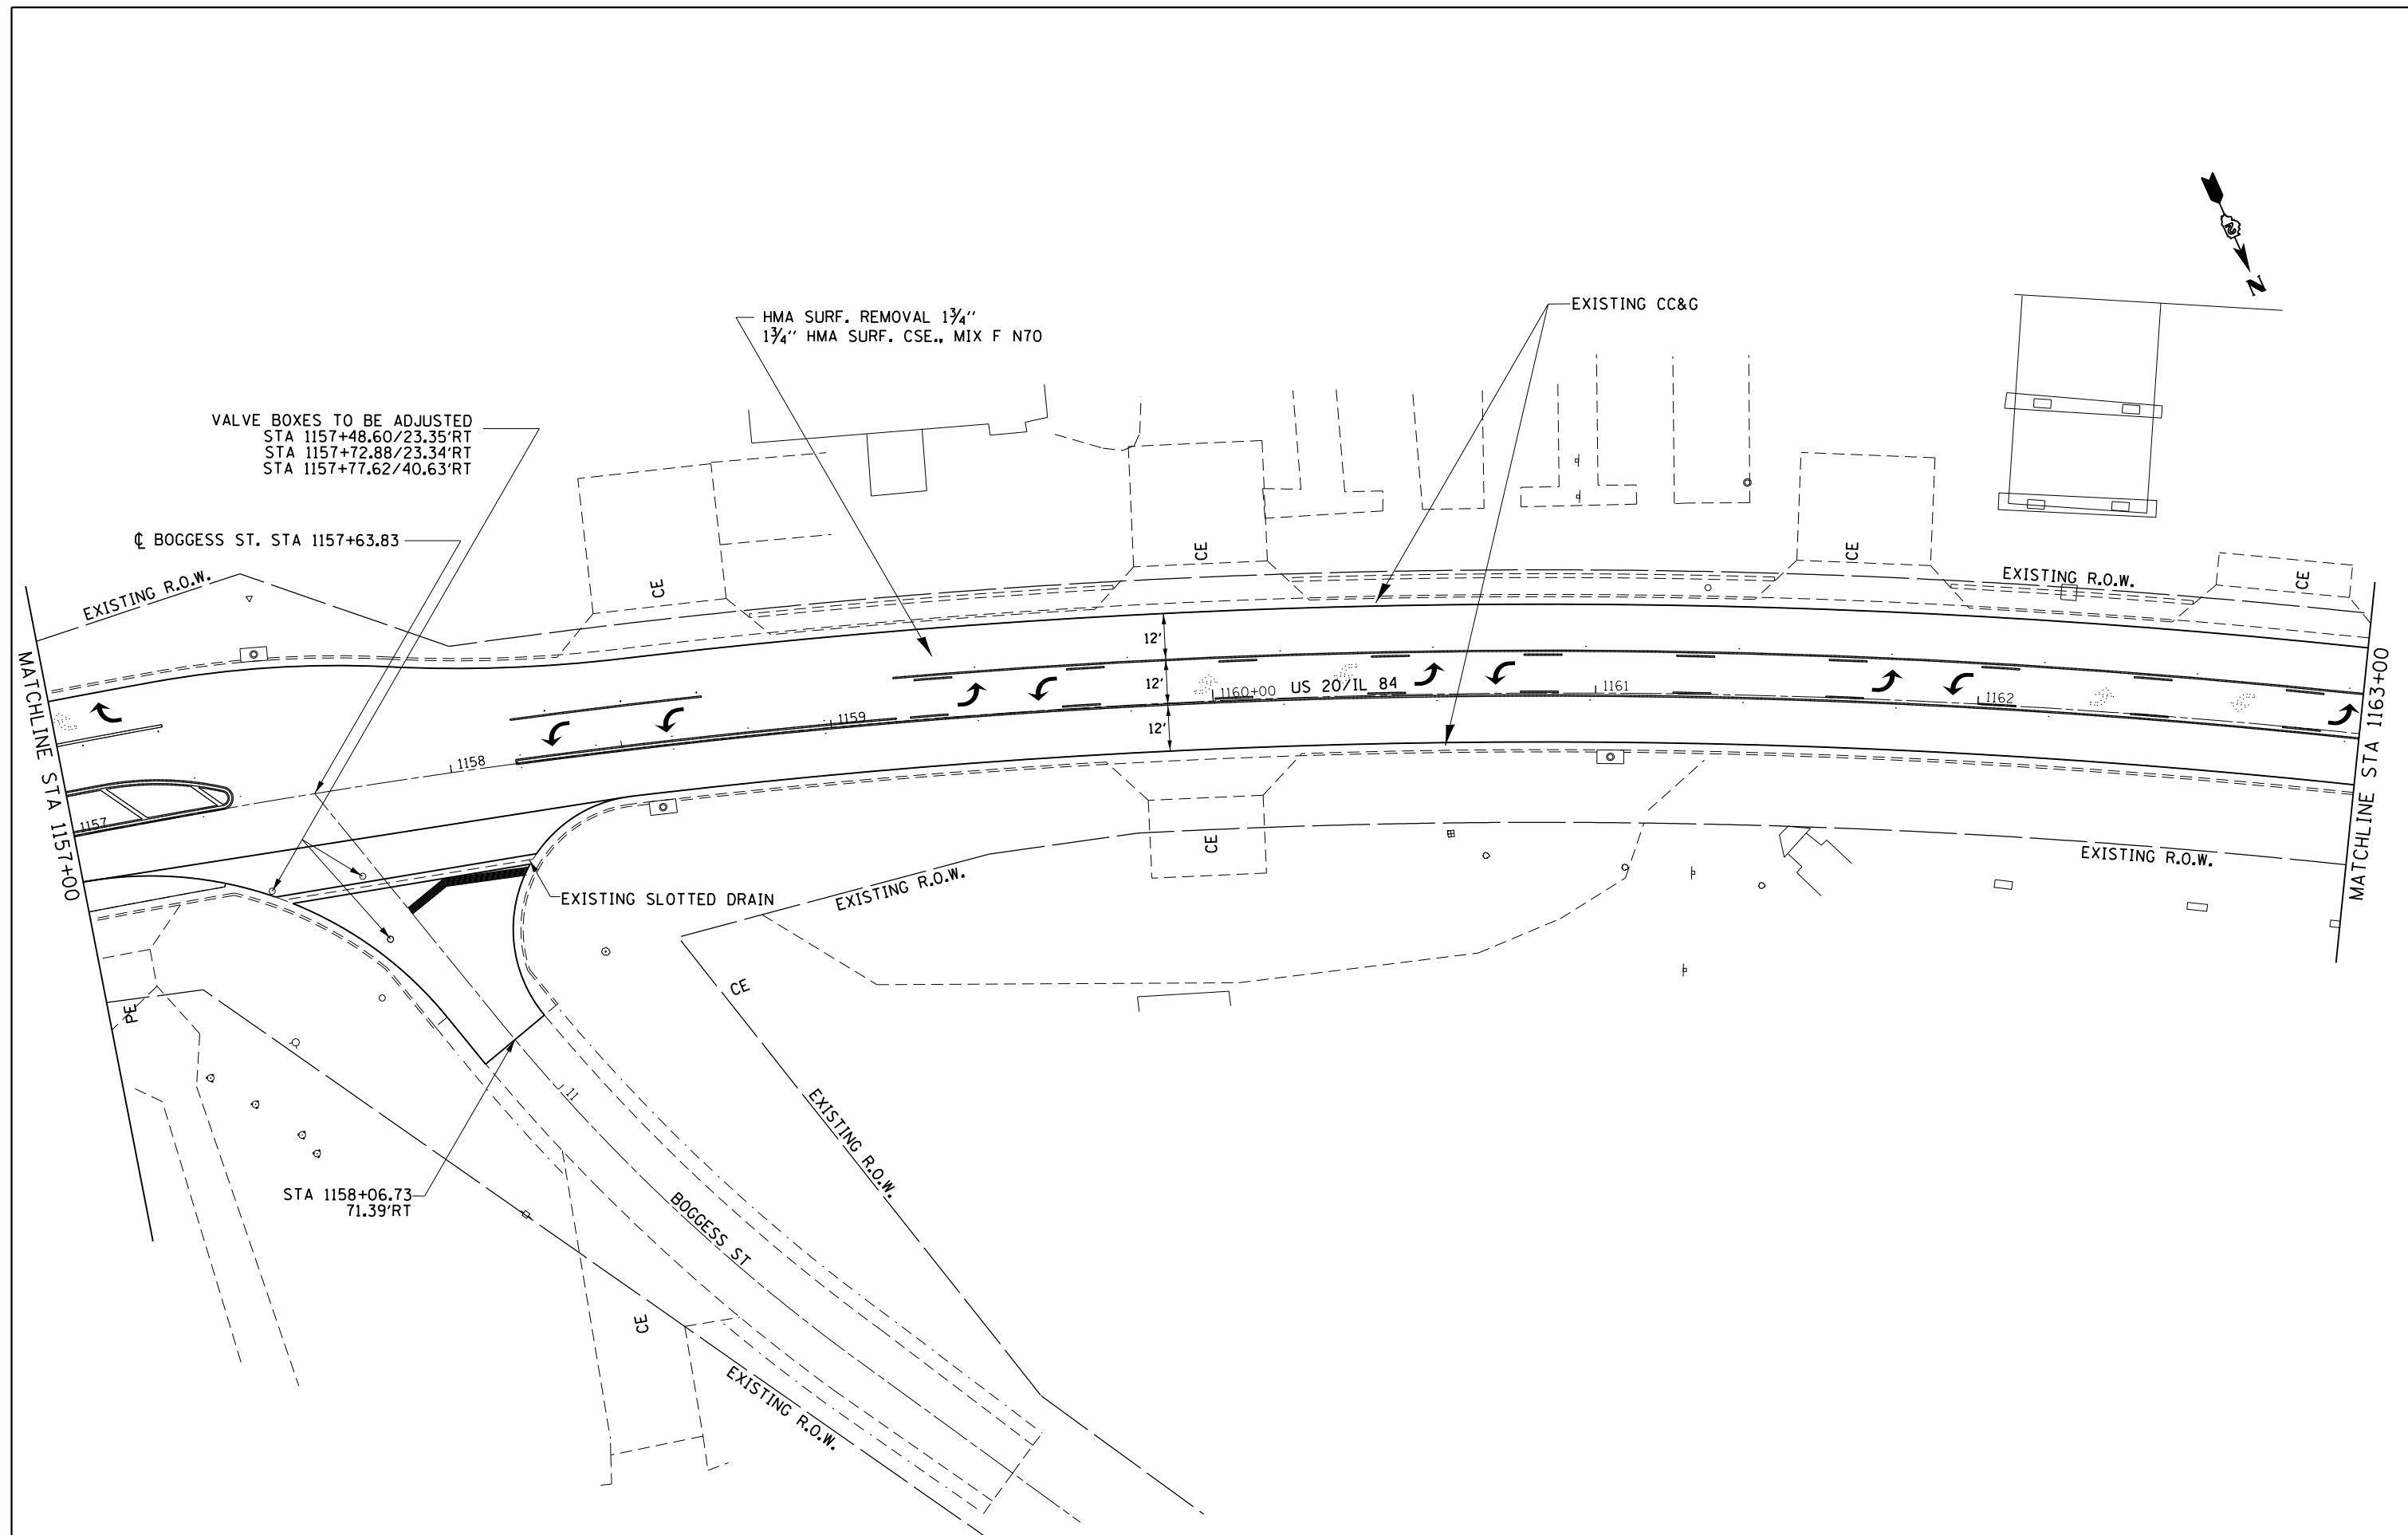 N
HMA SURF. REMOVAL 1¾''
1¾'' HMA SURF. CSE., MIX F N70
EXISTING CC&G
VALVE BOXES TO BE ADJUSTED
STA 1157+48.60/23.35'RT
STA 1157+72.88/23.34'RT
STA 1157+77.62/40.63'RT
℄ BOGGESS ST. STA 1157+63.83
EXISTING R.O.W.
CE
CE
CE
CE
EXISTING R.O.W.
MATCHLINE STA 1157+00
MATCHLINE STA 1163+00
12'
12'
12'
1157
1158
1159
1160+00
US 20/IL 84
1161
1162
EXISTING R.O.W.
CE
EXISTING R.O.W.
EXISTING SLOTTED DRAIN
CE
PE
11
EXISTING R.O.W.
STA 1158+06.73
71.39'RT
BOGGESS ST
CE
EXISTING R.O.W.